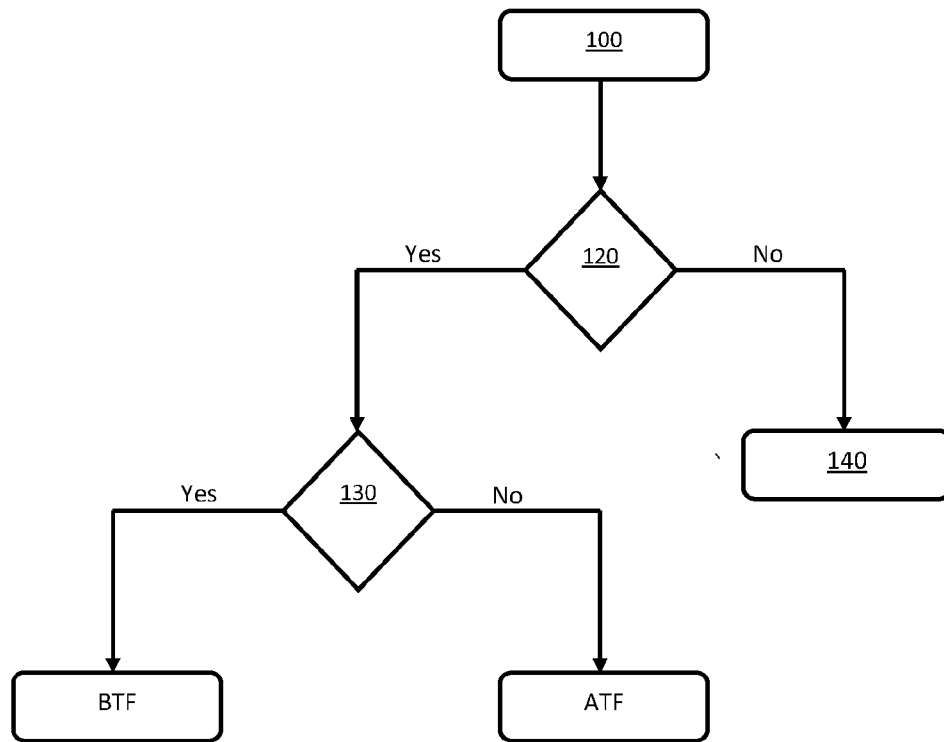 100
120
Yes
No
140
130
Yes
No
BTF
ATF